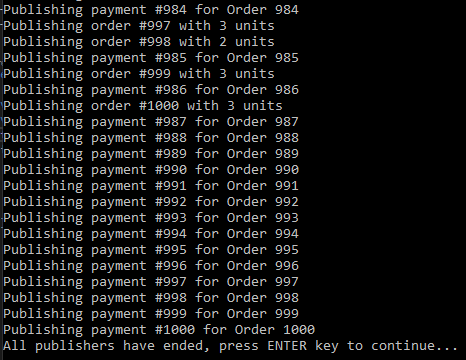 Publishing payment #984 for Order 984
Publishing order #997 with 3 units
Publishing order #998 with 2 units
Publishing payment #985 for Order 985
Publishing order #999 with 3 units
Publishing payment #986 for Order 986
Publishing order #1000 with 3 units
Publishing payment #987 for Order 987
Publishing payment #988 for Order 988
Publishing payment #989 for Order 989
Publishing payment #990 for Order 990
Publishing payment #991 for Order 991
Publishing payment #992 for Order 992
Publishing payment #993 for Order 993
Publishing payment #994 for Order 994
Publishing payment #995 for Order 995
Publishing payment #996 for Order 996
Publishing payment #997 for Order 997
Publishing payment #998 for Order 998
Publishing payment #999 for Order 999
Publishing payment #1000 for Order 1000
All publishers have ended, press ENTER key to continue...